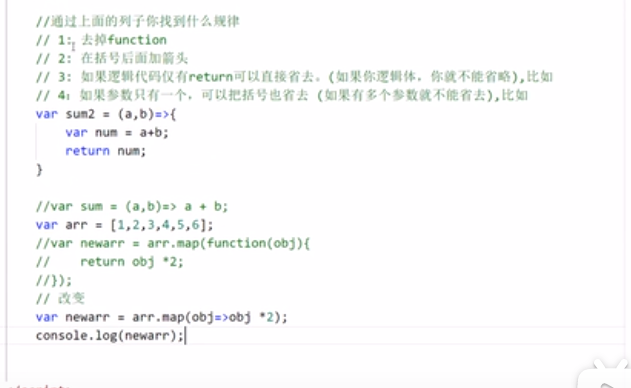 //通过上面的列子你找到什么规律
// 1: 去掉function
// 2: 在括号后面加箭头
// 3: 如果逻辑代码仅有return可以直接省去。(如果你逻辑体，你就不能省略),比如
// 4: 如果参数只有一个，可以把括号也省去 (如果有多个参数就不能省去),比如
var sum2 = (a,b)=>{
var num = a+b;
return num;
}
//var sum = (a,b)=> a + b;
var arr = [1,2,3,4,5,6];
//var newarr = arr.map(function(obj){
// return obj *2;
//});
// 改变
var newarr = arr.map(obj=>obj *2);
console.log(newarr);